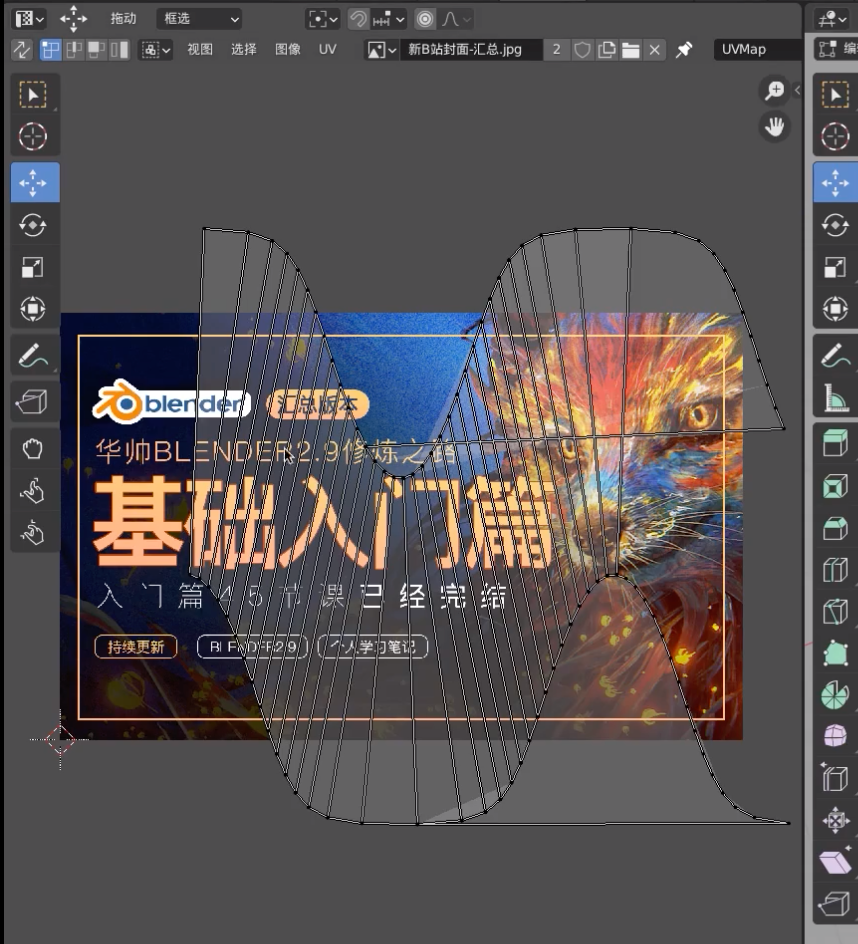 拖动 框选
视图 选择 图像 UV 新B站封面-汇总.jpg 2 UVMap 编
blender 汇总版本
华帅BLENDER2.9修炼之路
基础入门篇
入门篇45节课已经完结
持续更新 BLENDER2.9 个人学习笔记